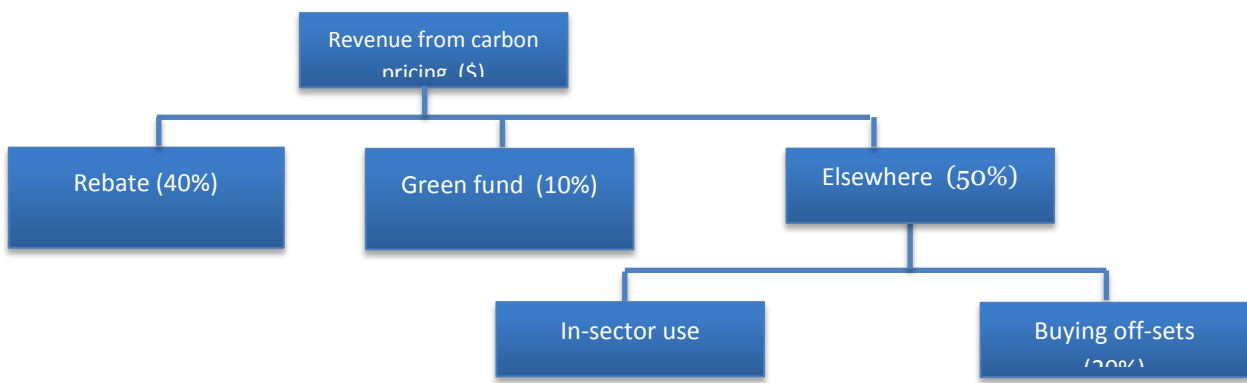 Revenue from carbon
pricing ($)
Rebate (40%)
Green fund (10%)
Elsewhere (50%)
In-sector use
Buying off-sets